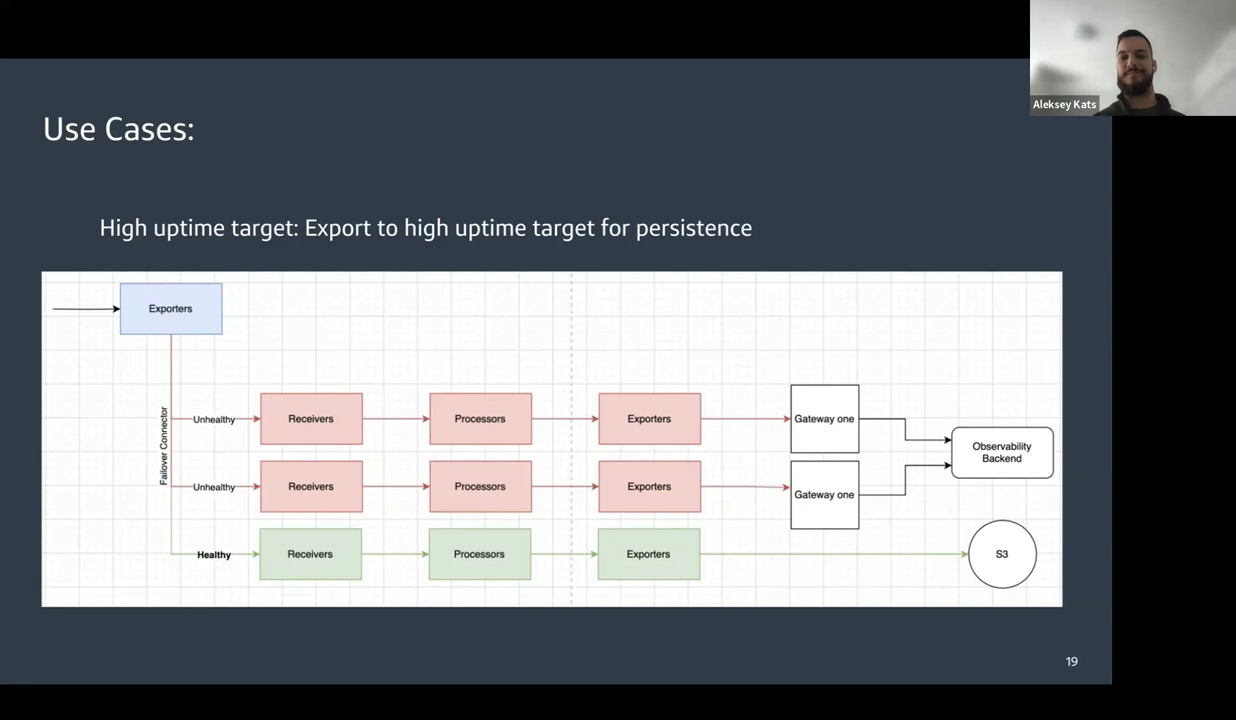 Aleksey Kats
Use Cases:
High uptime target: Export to high uptime target for persistence
Exporters
Failover Connector
Unhealthy
Receivers
Processors
Exporters
Gateway one
Observability
Backend
Unhealthy
Receivers
Processors
Exporters
Gateway one
Healthy
Receivers
Processors
Exporters
S3
19